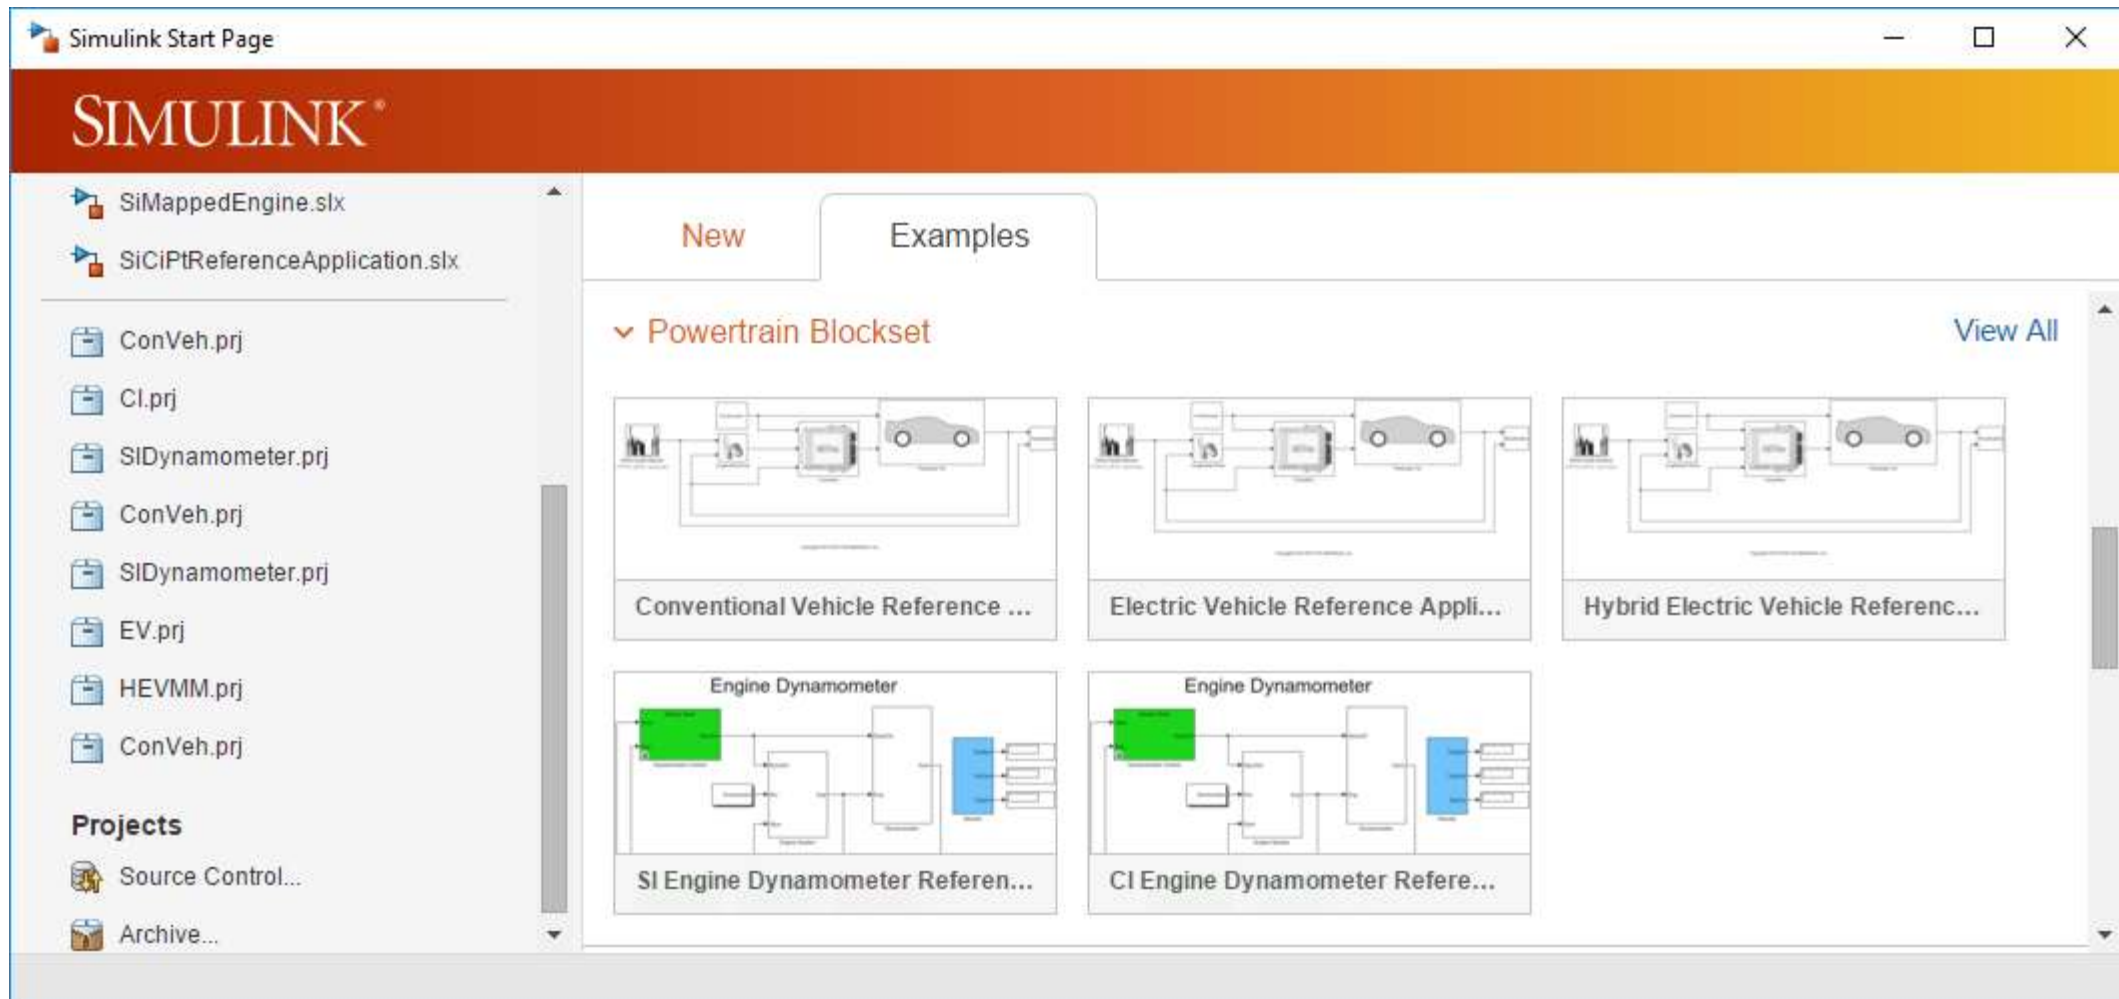 Simulink Start Page
SIMULINK®
SiMappedEngine.slx
SiCiPtReferenceApplication.slx
ConVeh.prj
CI.prj
SIDynamometer.prj
ConVeh.prj
SIDynamometer.prj
EV.prj
HEVMM.prj
ConVeh.prj
Projects
Source Control...
Archive...
New
Examples
Powertrain Blockset
View All
Conventional Vehicle Reference ...
Electric Vehicle Reference Appli...
Hybrid Electric Vehicle Referenc...
Engine Dynamometer
SI Engine Dynamometer Referen...
Engine Dynamometer
CI Engine Dynamometer Refere...